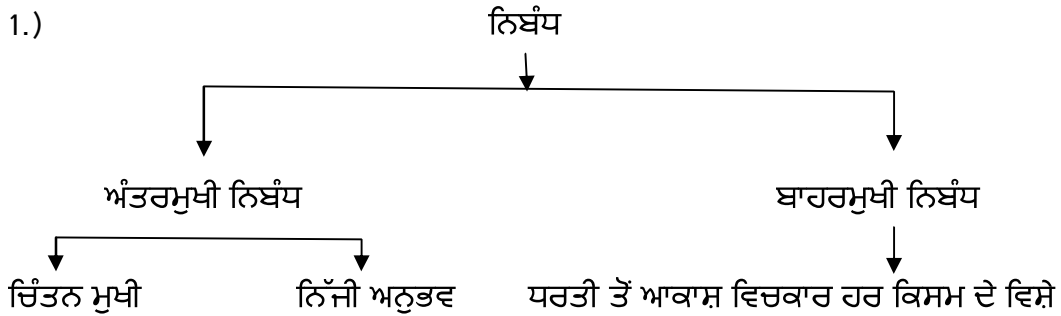 1.) ਨਿਬੰਧ
ਅੰਤਰਮੁਖੀ ਨਿਬੰਧ ਬਾਹਰਮੁਖੀ ਨਿਬੰਧ
ਚਿੰਤਨ ਮੁਖੀ ਨਿੱਜੀ ਅਨੁਭਵ ਧਰਤੀ ਤੋਂ ਆਕਾਸ਼ ਵਿਚਕਾਰ ਹਰ ਕਿਸਮ ਦੇ ਵਿਸ਼ੇ